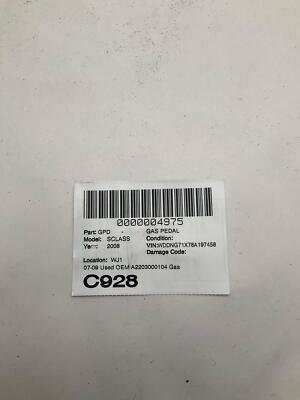 0000004975
Part: GPD - GAS PEDAL
Model: SCLASS Condition:
Year: 2008 VIN:WDDNG71X78A197458
Damage Code:
Location: WJ1
07-09 Used OEM A2203000104 Gas
C928